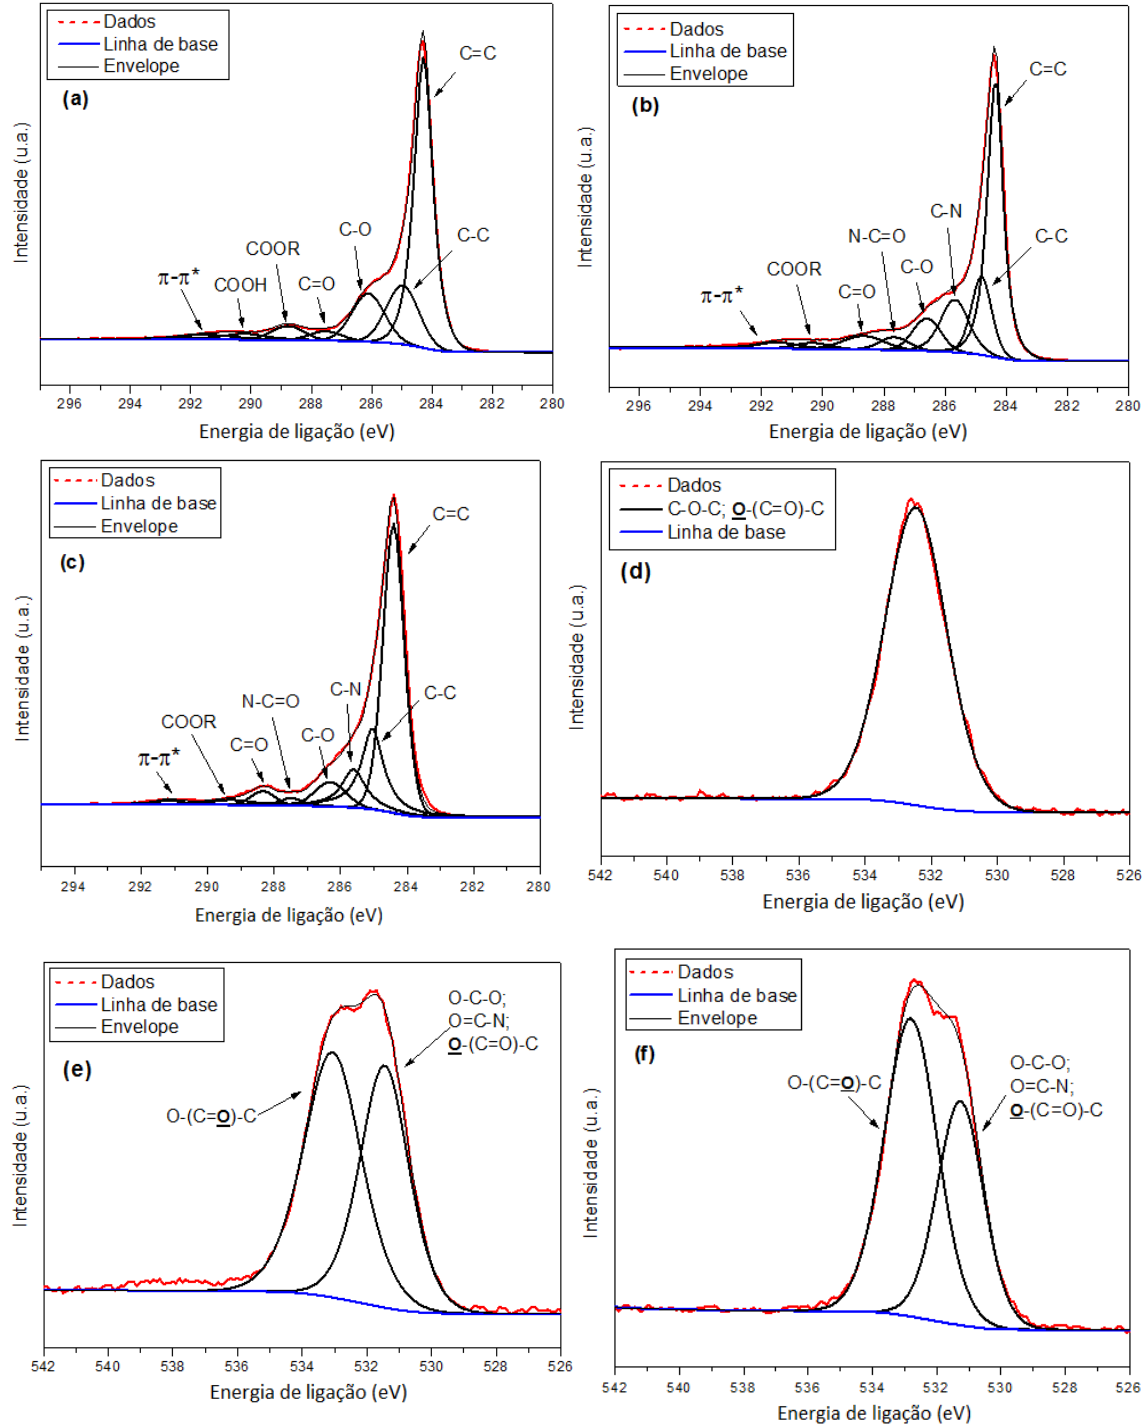 Dados
Linha de base
Envelope
(a)
C=C
C-C
C-O
C=O
COOR
COOH
π-π*
Intensidade (u.a.)
296 294 292 290 288 286 284 282 280
Energia de ligação (eV)
Dados
Linha de base
Envelope
(b)
C=C
C-C
C-N
N-C=O
C-O
C=O
COOR
π-π*
Intensidade (u.a.)
296 294 292 290 288 286 284 282 280
Energia de ligação (eV)
Dados
Linha de base
Envelope
(c)
C=C
C-C
C-N
N-C=O
C-O
C=O
COOR
π-π*
Intensidade (u.a.)
294 292 290 288 286 284 282 280
Energia de ligação (eV)
Dados
C-O-C; O-(C=O)-C
Linha de base
(d)
Intensidade (u.a.)
542 540 538 536 534 532 530 528 526
Energia de ligação (eV)
Dados
Linha de base
Envelope
(e)
O-C-O;
O=C-N;
O-(C=O)-C
O-(C=O)-C
Intensidade (u.a.)
542 540 538 536 534 532 530 528 526
Energia de ligação (eV)
Dados
Linha de base
Envelope
(f)
O-C-O;
O=C-N;
O-(C=O)-C
O-(C=O)-C
Intensidade (u.a.)
542 540 538 536 534 532 530 528 526
Energia de ligação (eV)